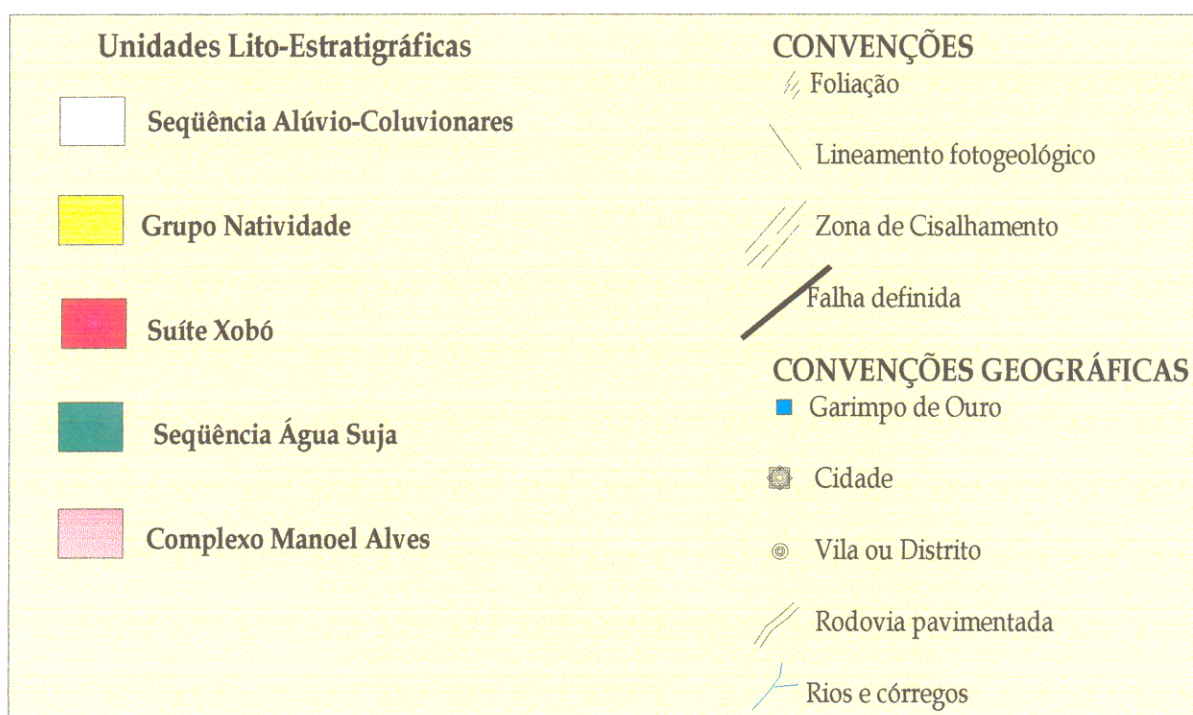 Unidades Lito-Estratigráficas
Seqüência Alúvio-Coluvionares
Grupo Natividade
Suíte Xobó
Seqüência Água Suja
Complexo Manoel Alves
CONVENÇÕES
Foliação
Lineamento fotogeológico
Zona de Cisalhamento
Falha definida
CONVENÇÕES GEOGRÁFICAS
Garimpo de Ouro
Cidade
Vila ou Distrito
Rodovia pavimentada
Rios e córregos